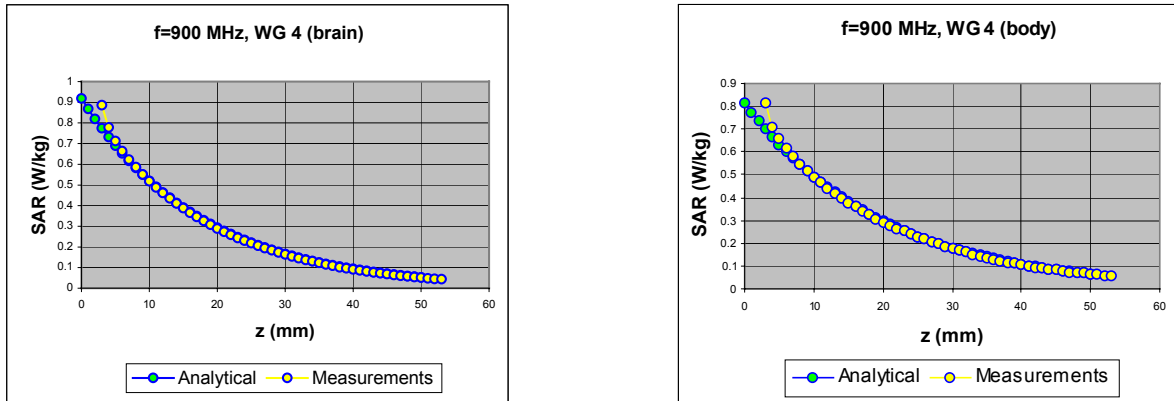 f=900 MHz, WG 4 (brain)
SAR (W/kg)
1
0.9
0.8
0.7
0.6
0.5
0.4
0.3
0.2
0.1
0
0 10 20 30 40 50 60
z (mm)
Analytical Measurements
f=900 MHz, WG 4 (body)
SAR (W/kg)
0.9
0.8
0.7
0.6
0.5
0.4
0.3
0.2
0.1
0
0 10 20 30 40 50 60
z (mm)
Analytical Measurements